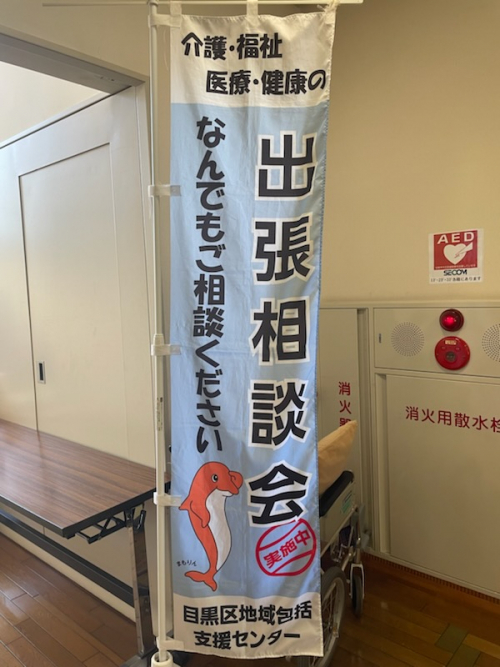 介護・福祉
医療・健康の
出張相談会
なんでもご相談ください
実施中
目黒区地域包括
支援センター
AED
SECOM
消火
消火用散水栓